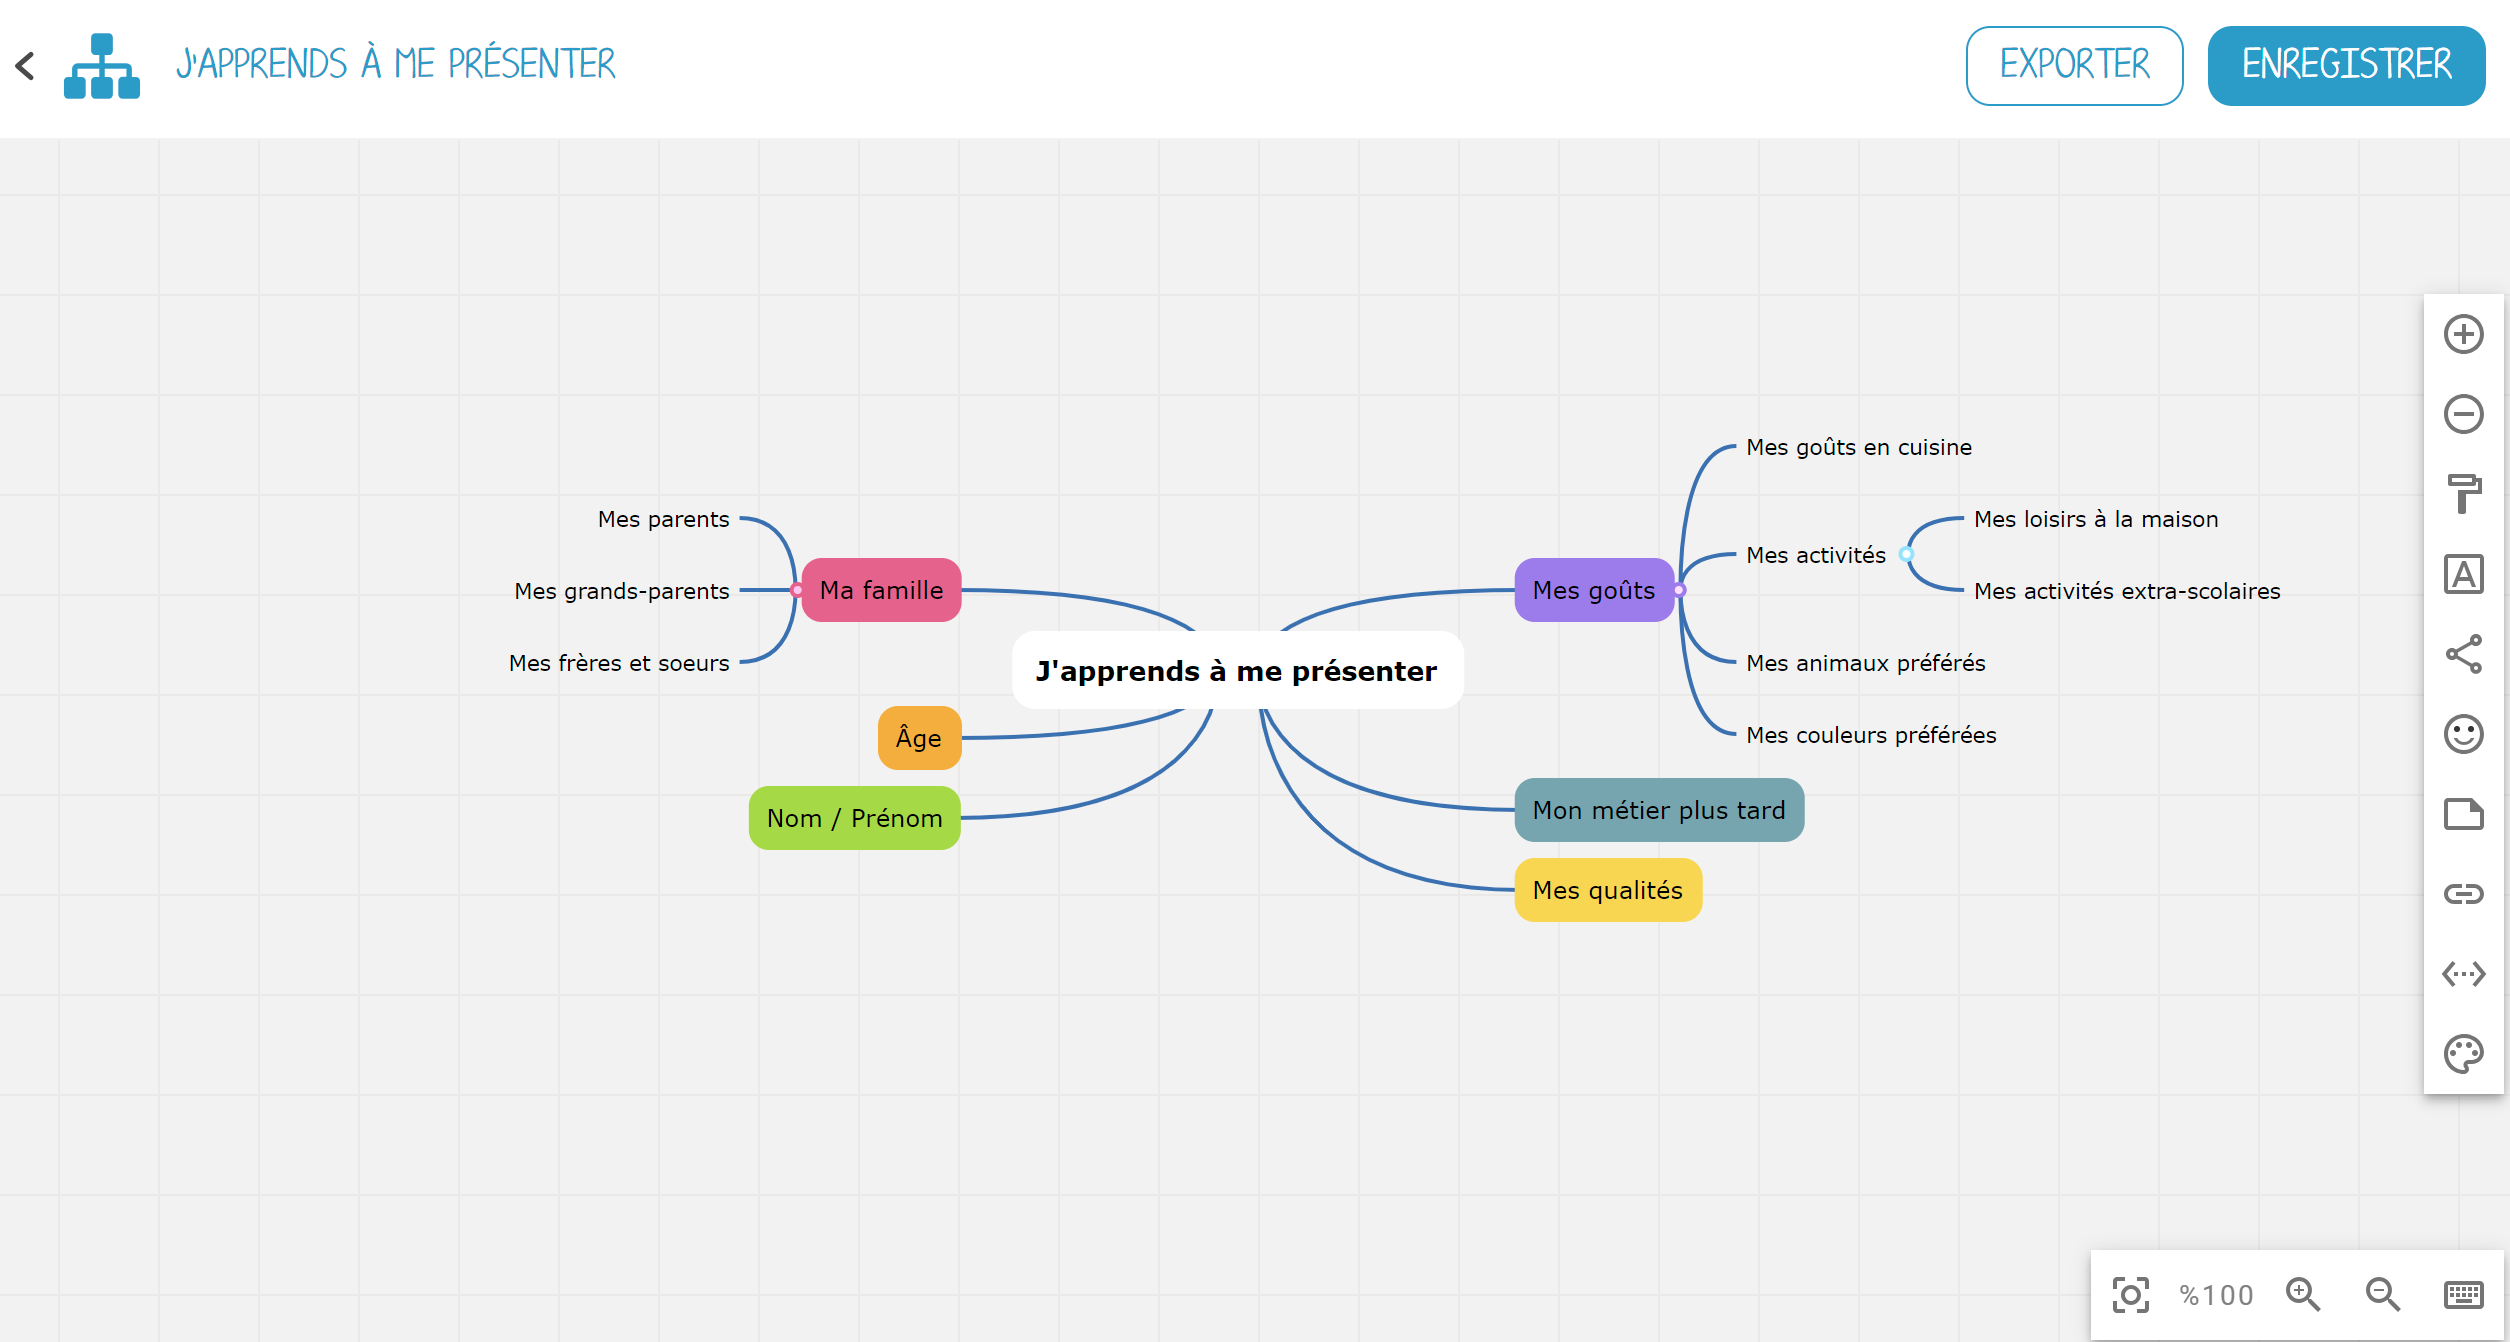 J'APPRENDS À ME PRÉSENTER
EXPORTER
ENREGISTRER
Mes parents
Mes grands-parents
Mes frères et soeurs
Ma famille
Âge
Nom / Prénom
J'apprends à me présenter
Mes goûts
Mes goûts en cuisine
Mes activités
Mes loisirs à la maison
Mes activités extra-scolaires
Mes animaux préférés
Mes couleurs préférées
Mon métier plus tard
Mes qualités
A
%100